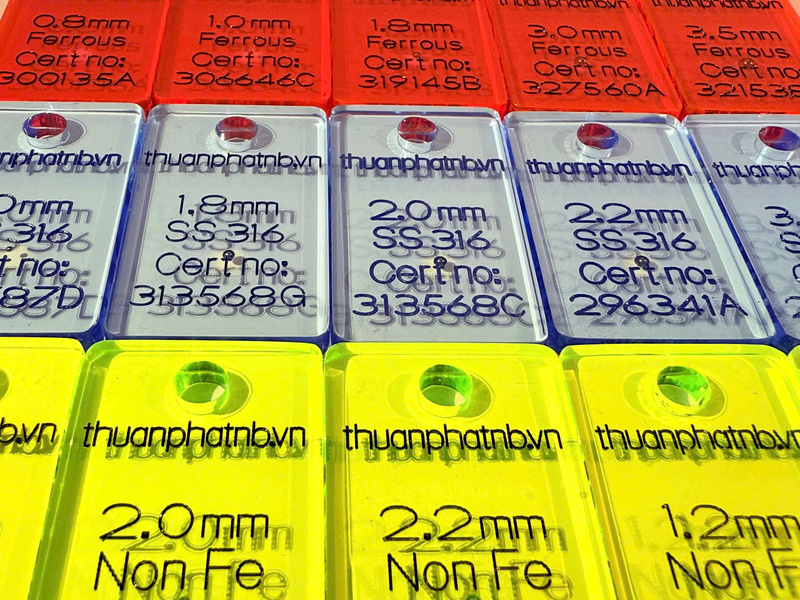 0.8mm
Ferrous
Cert no:
300135A
1.0mm
Ferrous
Cert no:
306646C
1.8mm
Ferrous
Cert no:
319145B
3.0mm
Ferrous
Cert no:
327560A
3.5mm
Ferrous
Cert no:
thuanphatnb.vn
1.8mm
SS.316
Cert no:
313568G
thuanphatnb.vn
2.0mm
SS.316
Cert no:
313568C
thuanphatnb.vn
2.2mm
SS.316
Cert no:
296341A
thuanphatnb.vn
2.0mm
Non Fe
thuanphatnb.vn
2.2mm
Non Fe
thuanphatnb.vn
1.2mm
Non Fe